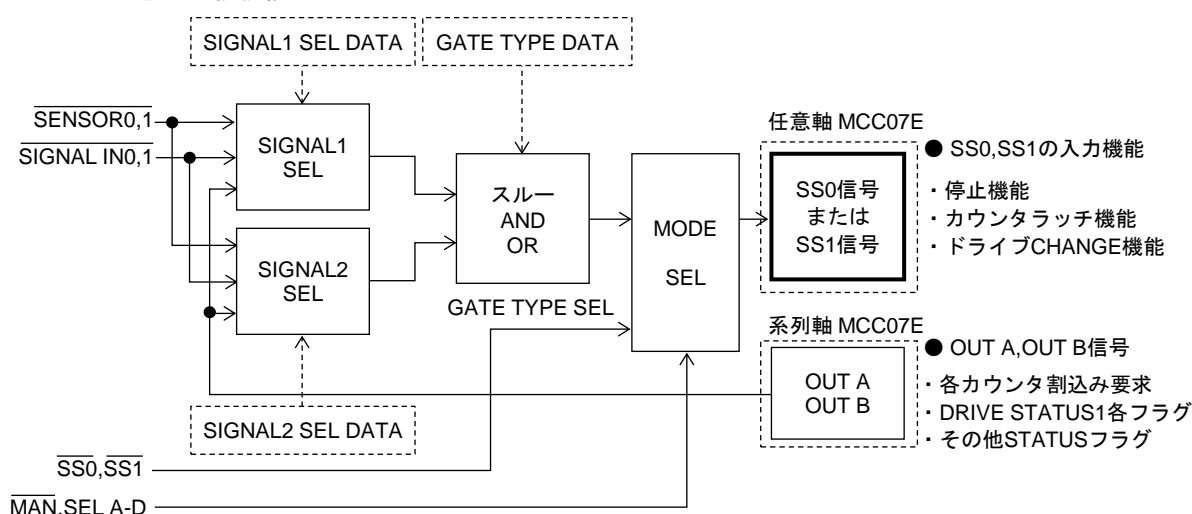 SIGNAL1 SEL DATA
GATE TYPE DATA
SENSOR0,1
SIGNAL IN0,1
SIGNAL1
SEL
SIGNAL2
SEL
スルー
AND
OR
GATE TYPE SEL
MODE
SEL
任意軸 MCC07E
SS0信号
または
SS1信号
● SS0,SS1の入力機能
・停止機能
・カウンタラッチ機能
・ドライブCHANGE機能
系列軸 MCC07E
OUT A
OUT B
● OUT A,OUT B信号
・各カウンタ割込み要求
・DRIVE STATUS1各フラグ
・その他STATUSフラグ
SIGNAL2 SEL DATA
SS0,SS1
MAN,SEL A-D